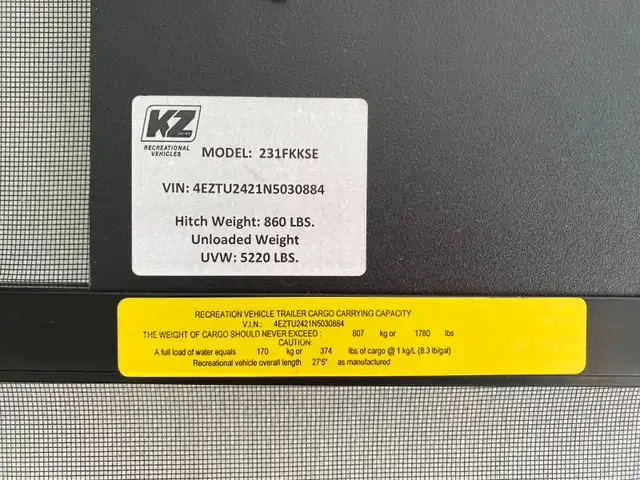 KZ
RECREATIONAL
VEHICLES
MODEL: 231FKKSE
VIN: 4EZTU2421N5030884
Hitch Weight: 860 LBS.
Unloaded Weight
UVW: 5220 LBS.
RECREATION VEHICLE TRAILER CARGO CARRYING CAPACITY
V.I.N.: 4EZTU2421N5030884
THE WEIGHT OF CARGO SHOULD NEVER EXCEED : 807 kg or 1780 lbs
CAUTION:
A full load of water equals 170 kg or 374 lbs of cargo @ 1 kg/L (8.3 lb/gal)
Recreational vehicle overall length 27'5" as manufactured